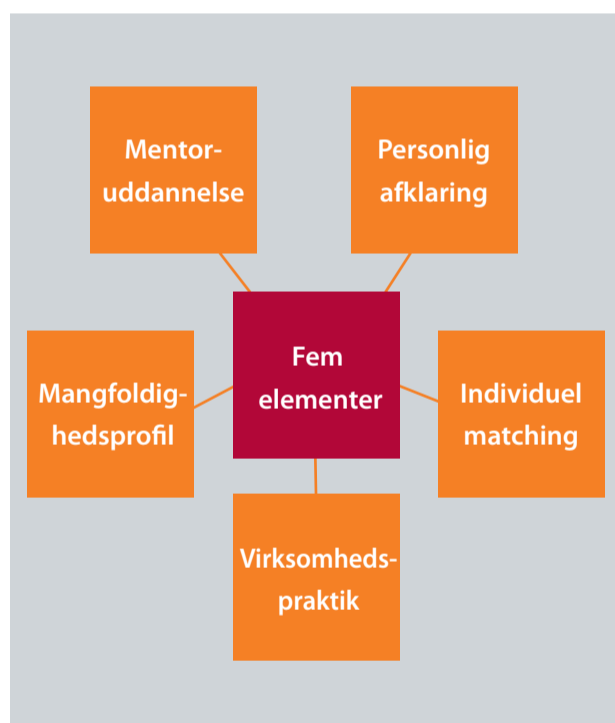 Mentor-
uddannelse
Personlig
afklaring
Fem
elementer
Mangfoldig-
hedsprofil
Individuel
matching
Virksomheds-
praktik